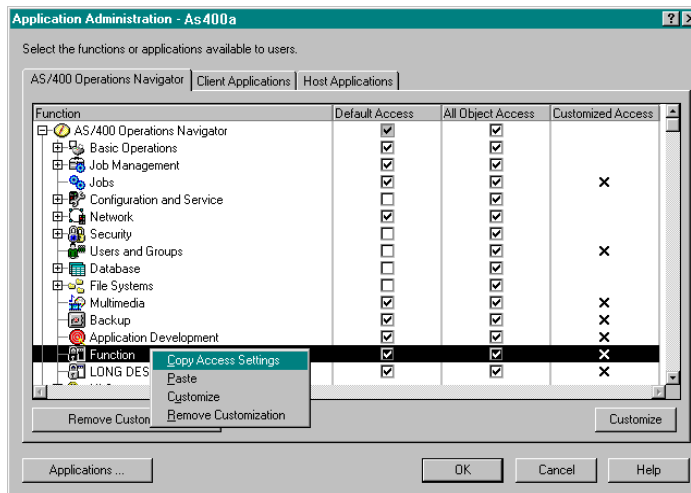 Application Administration - As400a
Select the functions or applications available to users.
AS/400 Operations Navigator Client Applications Host Applications
Function Default Access All Object Access Customized Access
AS/400 Operations Navigator
Basic Operations
Job Management
Jobs
Configuration and Service
Network
Security
Users and Groups
Database
File Systems
Multimedia
Backup
Application Development
Function
Copy Access Settings
LONG DES
Paste
Customize
Remove Customization
Remove Custom
Customize
Applications ...
OK Cancel Help